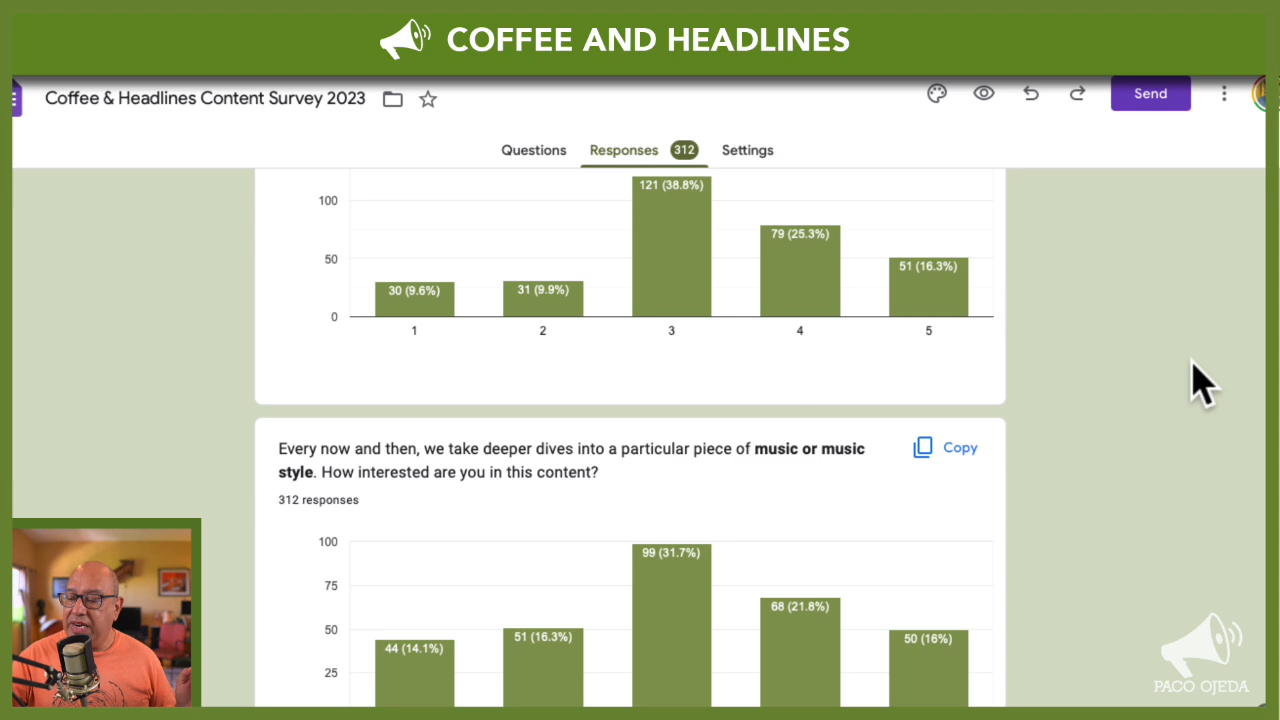 COFFEE AND HEADLINES
Coffee & Headlines Content Survey 2023
Send
Questions Responses 312 Settings
121 (38.8%)
100
79 (25.3%)
50
51 (16.3%)
30 (9.6%)
31 (9.9%)
0
1 2 3 4 5
Every now and then, we take deeper dives into a particular piece of music or music
style. How interested are you in this content?
Copy
312 responses
100
99 (31.7%)
75
68 (21.8%)
50
51 (16.3%)
50 (16%)
44 (14.1%)
25
PACO OJEDA